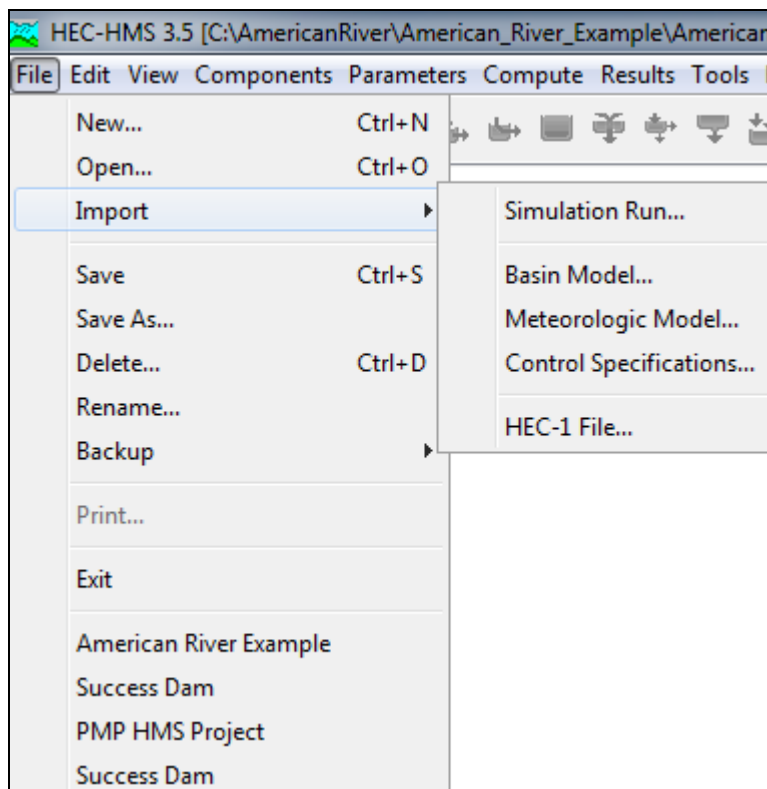 HEC-HMS 3.5 [C:\AmericanRiver\American_River_Example\American
File Edit View Components Parameters Compute Results Tools
New... Ctrl+N
Open... Ctrl+O
Import
Simulation Run...
Save Ctrl+S
Basin Model...
Save As...
Meteorologic Model...
Delete... Ctrl+D
Control Specifications...
Rename...
HEC-1 File...
Backup
Print...
Exit
American River Example
Success Dam
PMP HMS Project
Success Dam